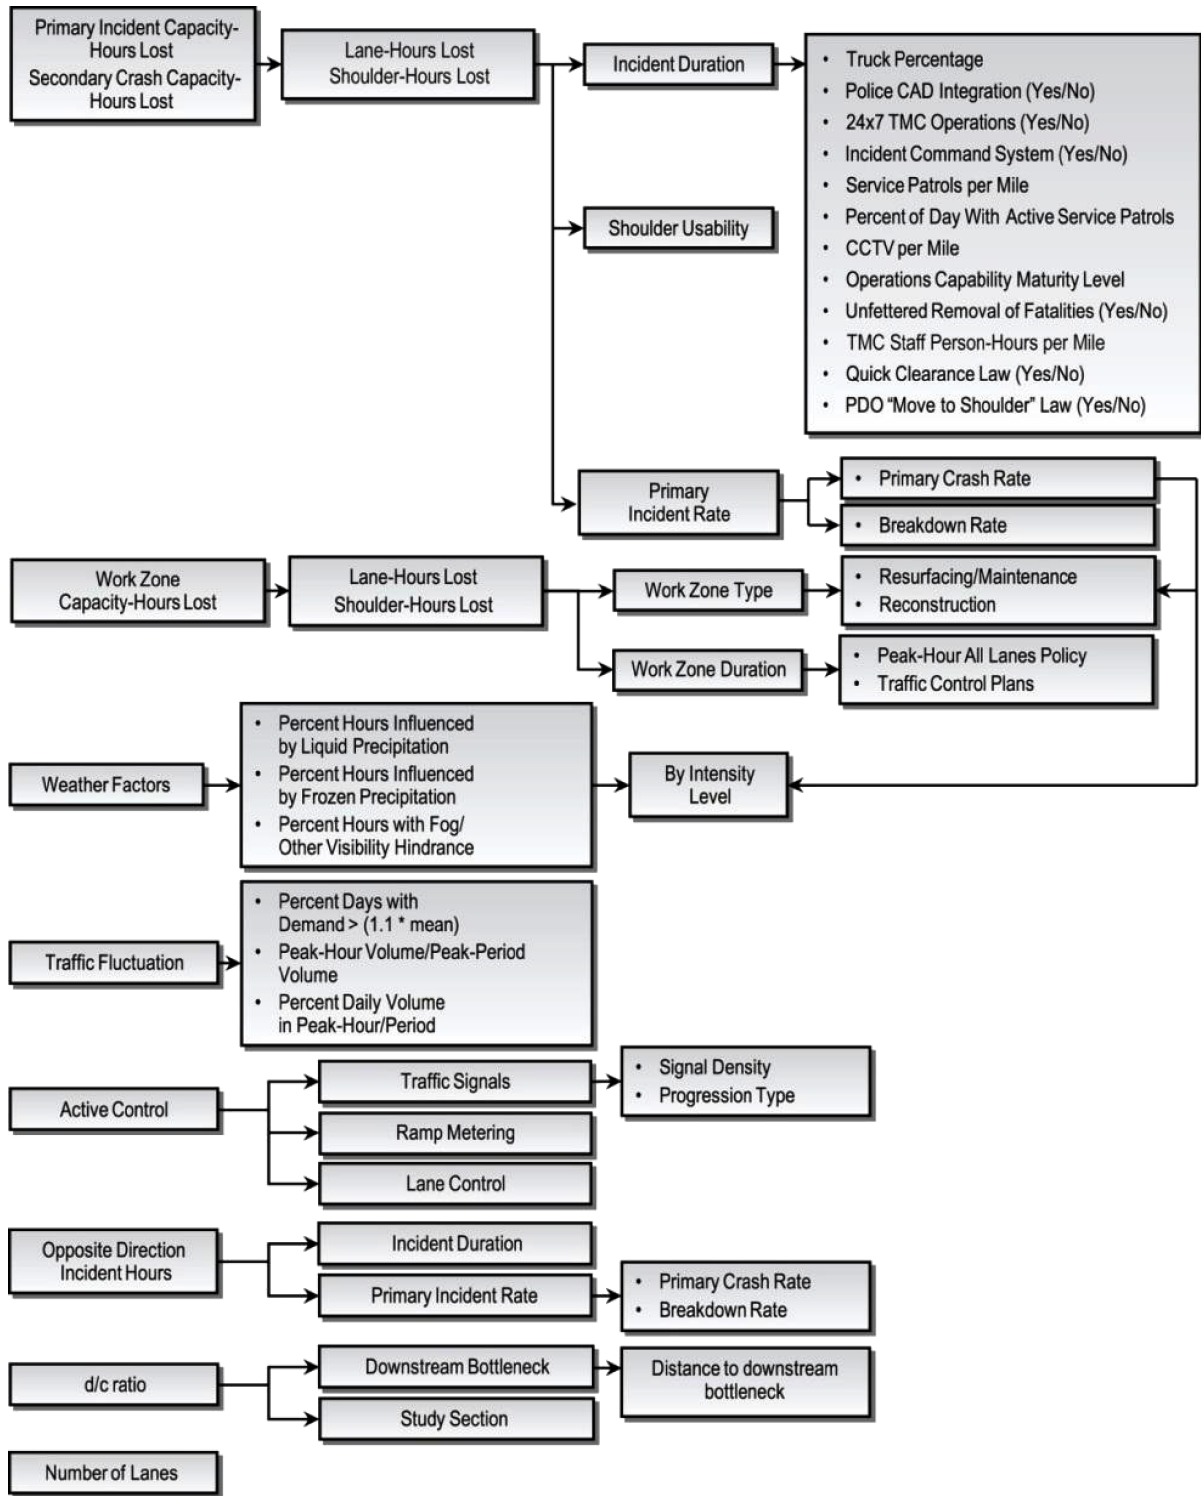 Primary Incident Capacity-
Hours Lost
Secondary Crash Capacity-
Hours Lost
Lane-Hours Lost
Shoulder-Hours Lost
Incident Duration
• Truck Percentage
• Police CAD Integration (Yes/No)
• 24x7 TMC Operations (Yes/No)
• Incident Command System (Yes/No)
• Service Patrols per Mile
• Percent of Day With Active Service Patrols
• CCTV per Mile
• Operations Capability Maturity Level
• Unfettered Removal of Fatalities (Yes/No)
• TMC Staff Person-Hours per Mile
• Quick Clearance Law (Yes/No)
• PDO “Move to Shoulder” Law (Yes/No)
Shoulder Usability
Primary
Incident Rate
• Primary Crash Rate
• Breakdown Rate
Work Zone
Capacity-Hours Lost
Lane-Hours Lost
Shoulder-Hours Lost
Work Zone Type
• Resurfacing/Maintenance
• Reconstruction
Work Zone Duration
• Peak-Hour All Lanes Policy
• Traffic Control Plans
Weather Factors
• Percent Hours Influenced
by Liquid Precipitation
• Percent Hours Influenced
by Frozen Precipitation
• Percent Hours with Fog/
Other Visibility Hindrance
By Intensity
Level
Traffic Fluctuation
• Percent Days with
Demand > (1.1 * mean)
• Peak-Hour Volume/Peak-Period
Volume
• Percent Daily Volume
in Peak-Hour/Period
Active Control
Traffic Signals
• Signal Density
• Progression Type
Ramp Metering
Lane Control
Opposite Direction
Incident Hours
Incident Duration
Primary Incident Rate
• Primary Crash Rate
• Breakdown Rate
d/c ratio
Downstream Bottleneck
Distance to downstream
bottleneck
Study Section
Number of Lanes